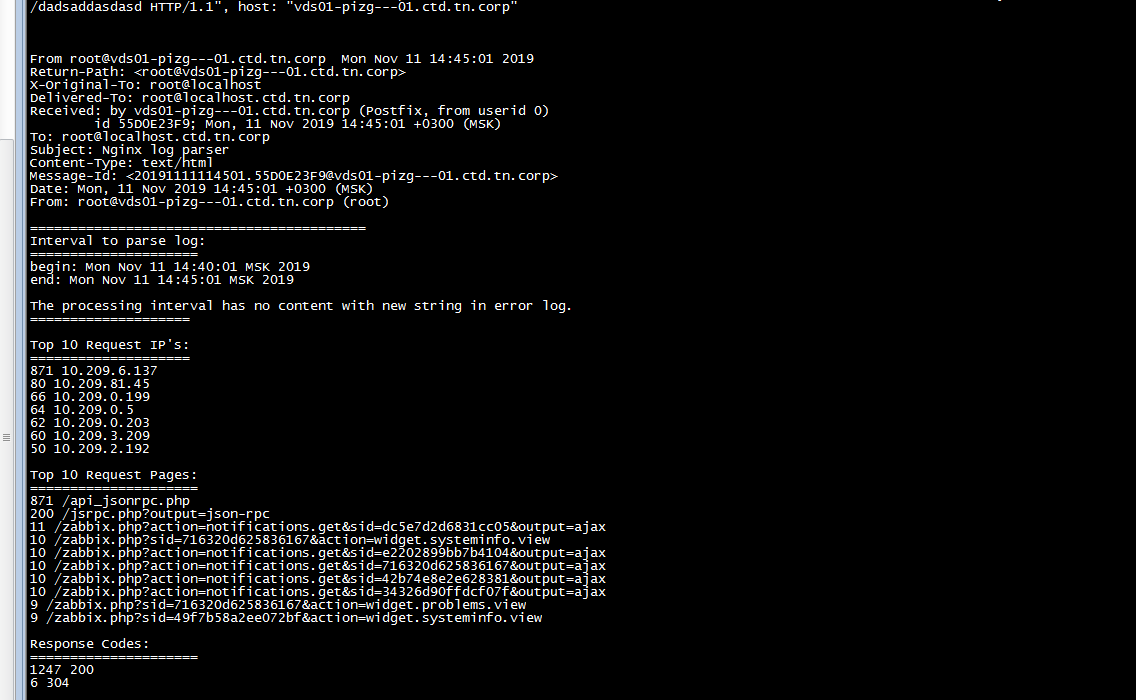 /dadsaddasdasd HTTP/1.1", host: "vds01-pizg---01.ctd.tn.corp"
From root@vds01-pizg---01.ctd.tn.corp  Mon Nov 11 14:45:01 2019
Return-Path: <root@vds01-pizg---01.ctd.tn.corp>
X-Original-To: root@localhost
Delivered-To: root@localhost.ctd.tn.corp
Received: by vds01-pizg---01.ctd.tn.corp (Postfix, from userid 0)
        id 55D0E23F9; Mon, 11 Nov 2019 14:45:01 +0300 (MSK)
To: root@localhost.ctd.tn.corp
Subject: Nginx log parser
Content-Type: text/html
Message-Id: <20191111114501.55D0E23F9@vds01-pizg---01.ctd.tn.corp>
Date: Mon, 11 Nov 2019 14:45:01 +0300 (MSK)
From: root@vds01-pizg---01.ctd.tn.corp (root)
==========================================
Interval to parse log:
=====================
begin: Mon Nov 11 14:40:01 MSK 2019
end: Mon Nov 11 14:45:01 MSK 2019
The processing interval has no content with new string in error log.
====================
Top 10 Request IP's:
====================
871 10.209.6.137
80 10.209.81.45
66 10.209.0.199
64 10.209.0.5
62 10.209.0.203
60 10.209.3.209
50 10.209.2.192
Top 10 Request Pages:
=====================
871 /api_jsonrpc.php
200 /jsrpc.php?output=json-rpc
11 /zabbix.php?action=notifications.get&sid=dc5e7d2d6831cc05&output=ajax
10 /zabbix.php?sid=716320d625836167&action=widget.systeminfo.view
10 /zabbix.php?action=notifications.get&sid=e2202899bb7b4104&output=ajax
10 /zabbix.php?action=notifications.get&sid=716320d625836167&output=ajax
10 /zabbix.php?action=notifications.get&sid=42b74e8e2e628381&output=ajax
10 /zabbix.php?action=notifications.get&sid=34326d90ffdcf07f&output=ajax
9 /zabbix.php?sid=716320d625836167&action=widget.problems.view
9 /zabbix.php?sid=49f7b58a2ee072bf&action=widget.systeminfo.view
Response Codes:
=====================
1247 200
6 304